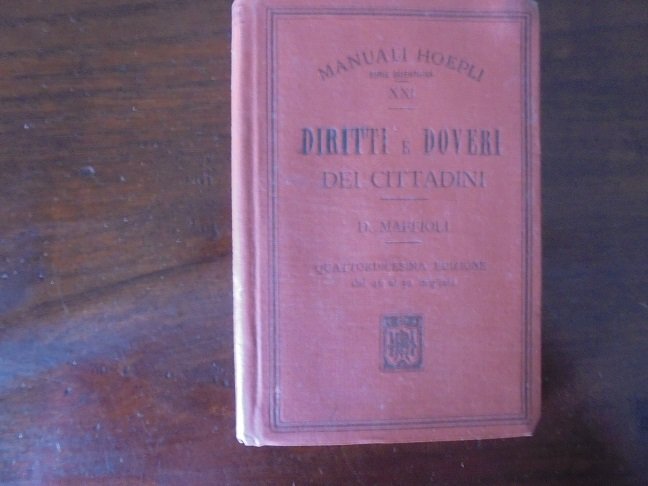 MANUALI HOEPLI
XXI
DIRITTI E DOVERI
DEI CITTADINI
D. MAFFIOLI
QUATTORDICESIMA EDIZIONE